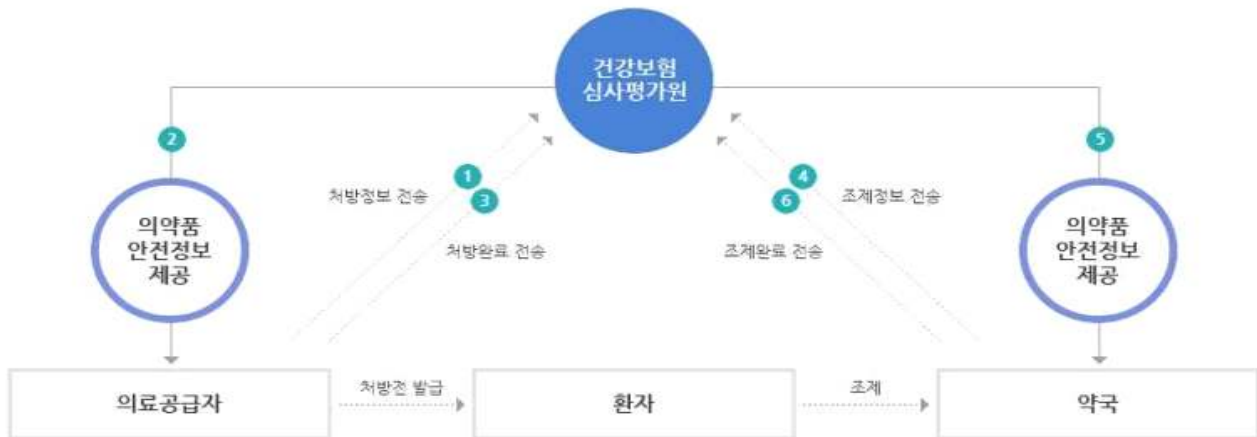 건강보험
심사평가원
2
5
1
4
처방정보 전송
3
6
조제정보 전송
의약품
안전정보
제공
처방완료 전송
조제완료 전송
의약품
안전정보
제공
의료공급자
처방전 발급
환자
조제
약국